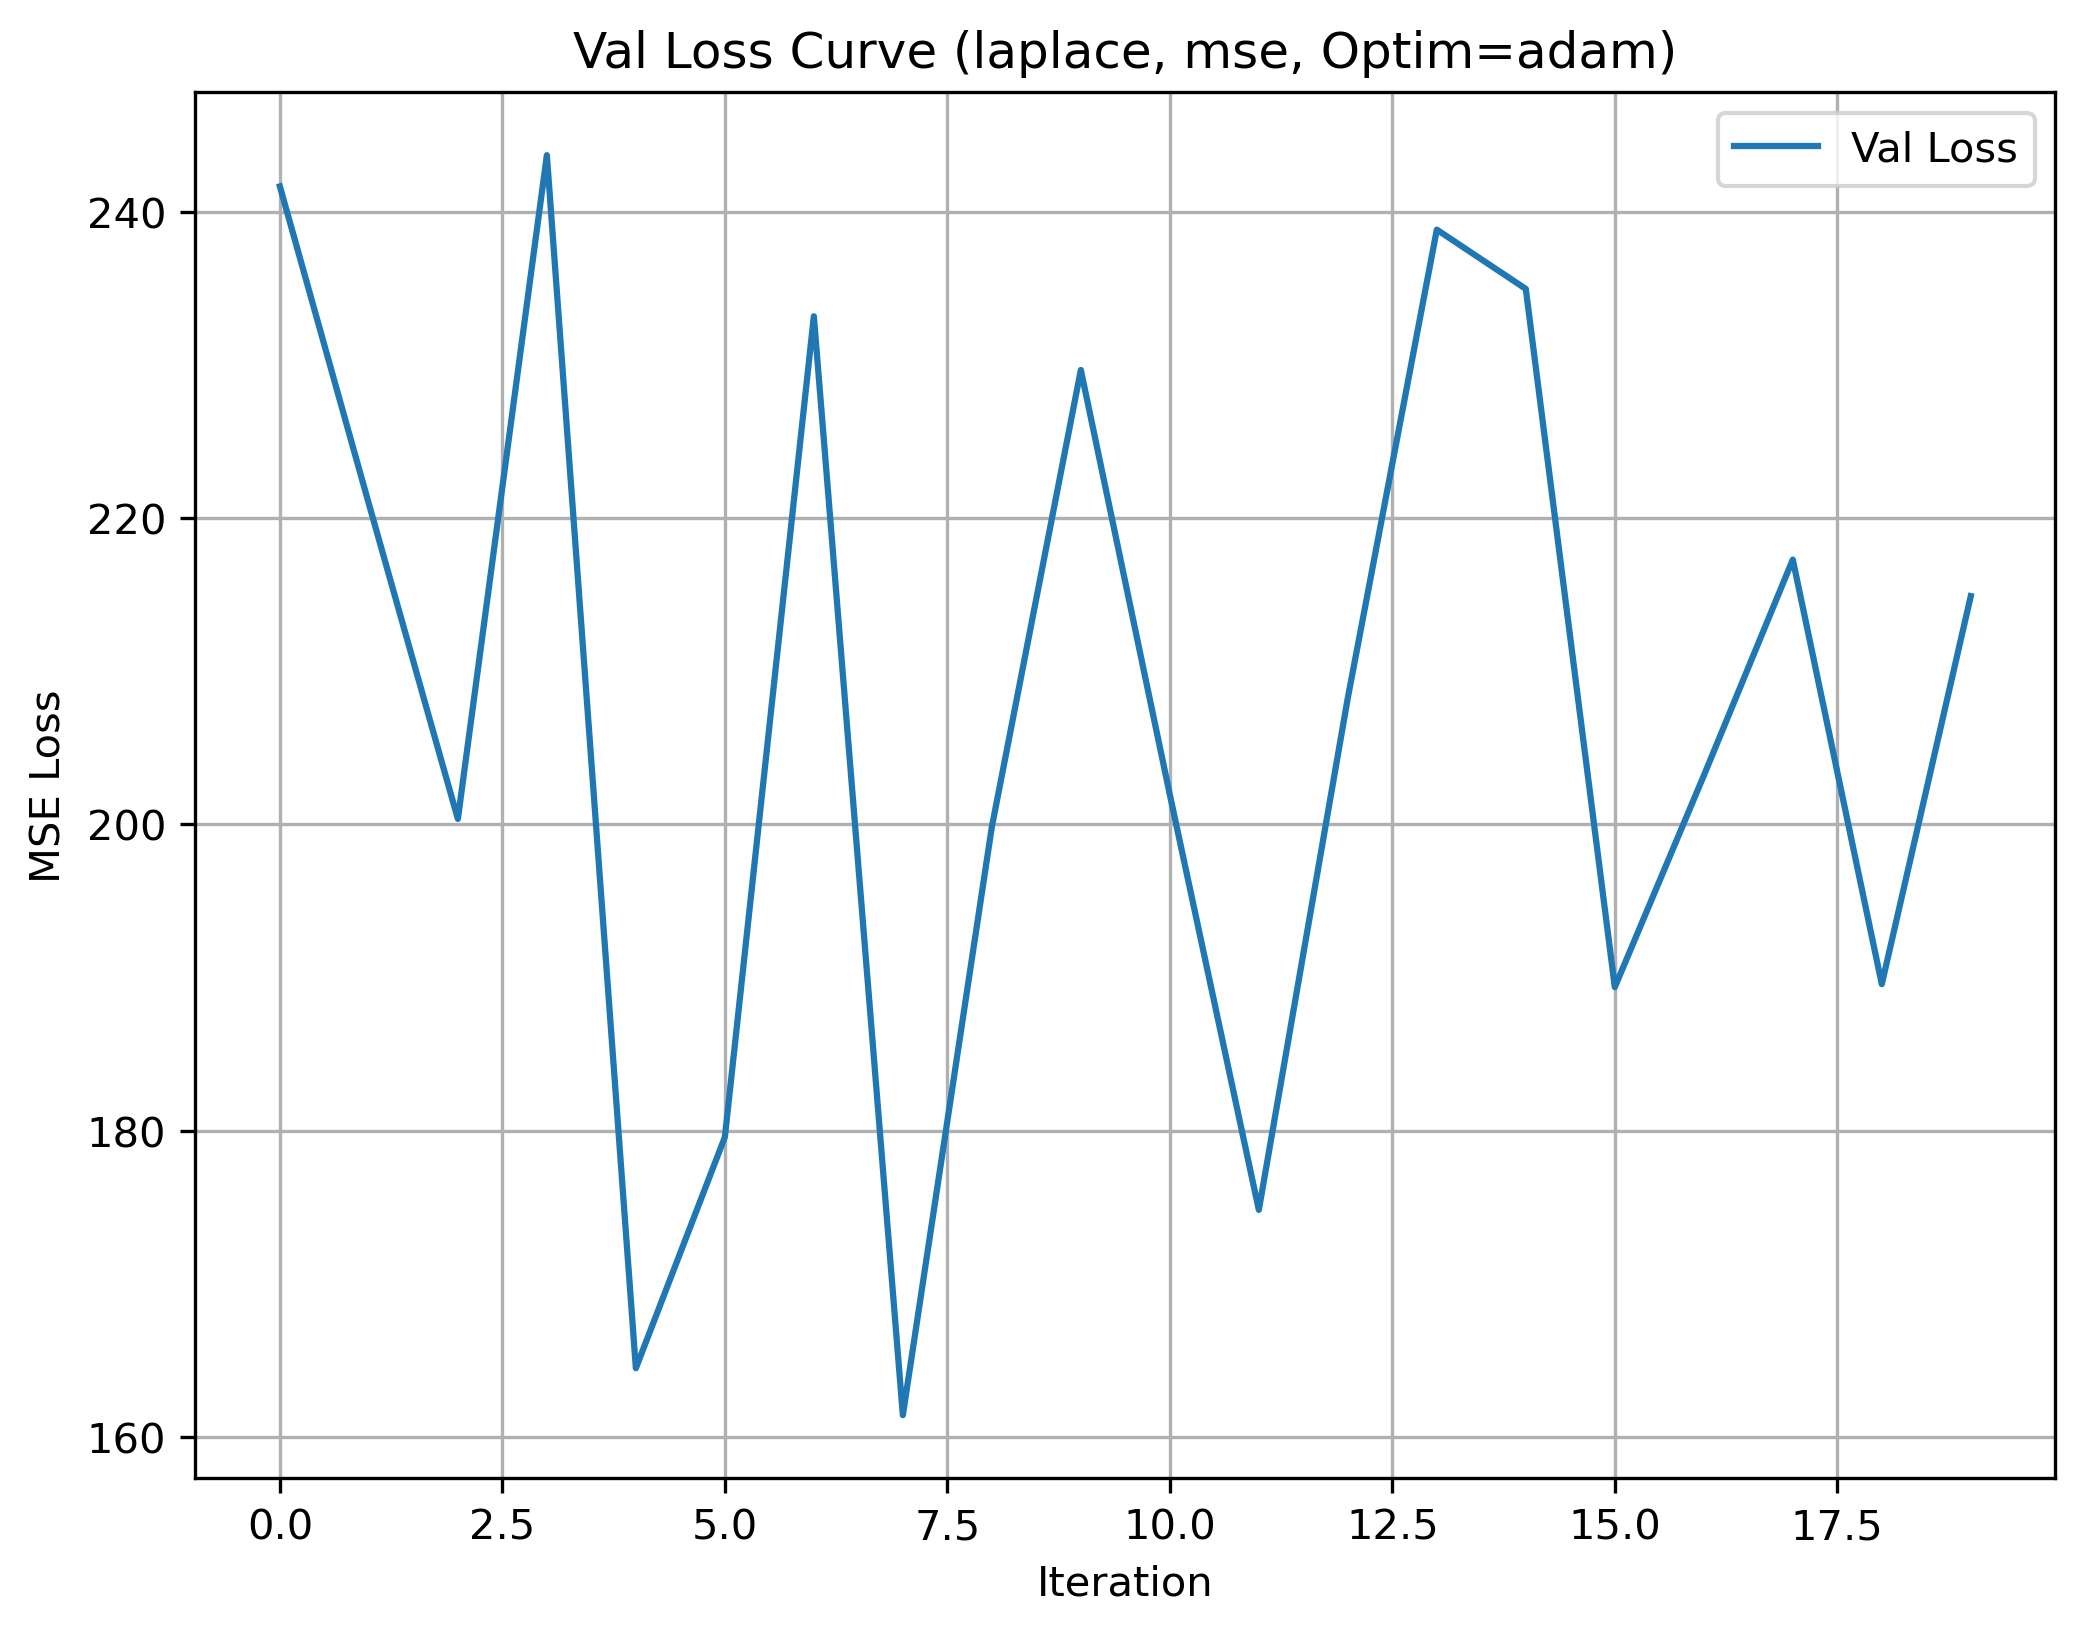 Val Loss Curve (laplace, mse, Optim=adam)
Val Loss
240
220
200
180
160
MSE Loss
0.0 2.5 5.0 7.5 10.0 12.5 15.0 17.5
Iteration